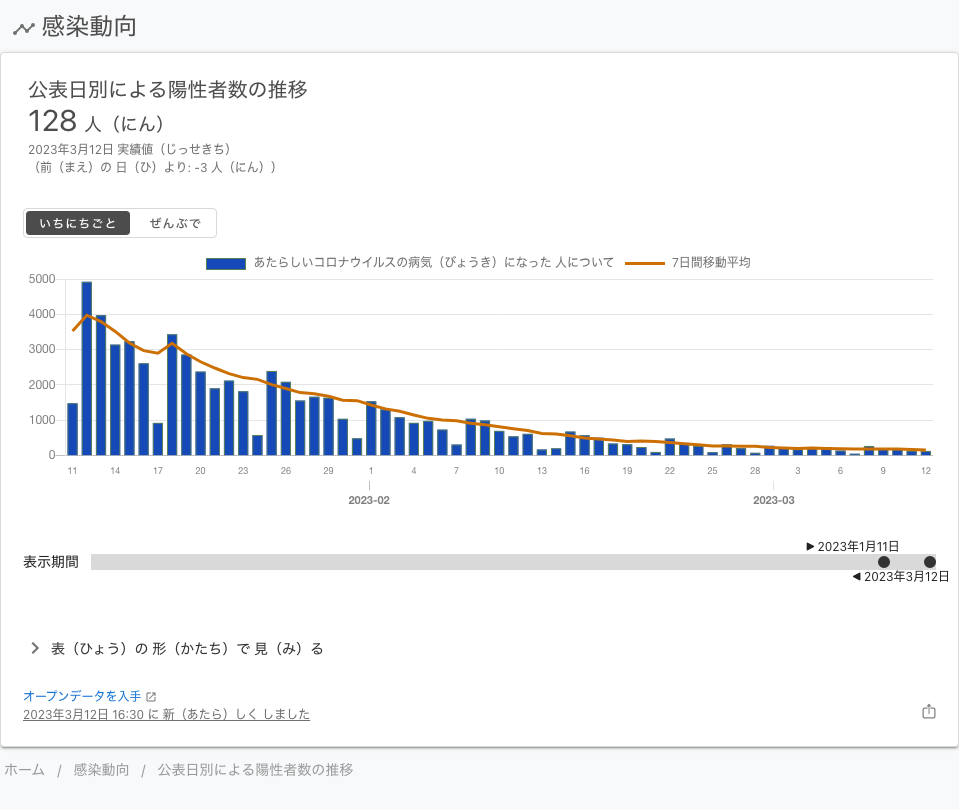 感染動向
公表日別による陽性者数の推移
128 人（にん）
2023年3月12日 実績値（じっせきち）
（前（まえ）の 日（ひ）より: -3 人（にん））
いちにちごと ぜんぶで
あたらしいコロナウイルスの病気（びょうき）になった 人について 7日間移動平均
5000
4000
3000
2000
1000
0
11 14 17 20 23 26 29 1 4 7 10 13 16 19 22 25 28 3 6 9 12
2023-02 2023-03
▶ 2023年1月11日
表示期間
◀ 2023年3月12日
表（ひょう）の 形（かたち）で 見（み）る
オープンデータを入手
2023年3月12日 16:30 に 新（あたら）しく しました
ホーム / 感染動向 / 公表日別による陽性者数の推移